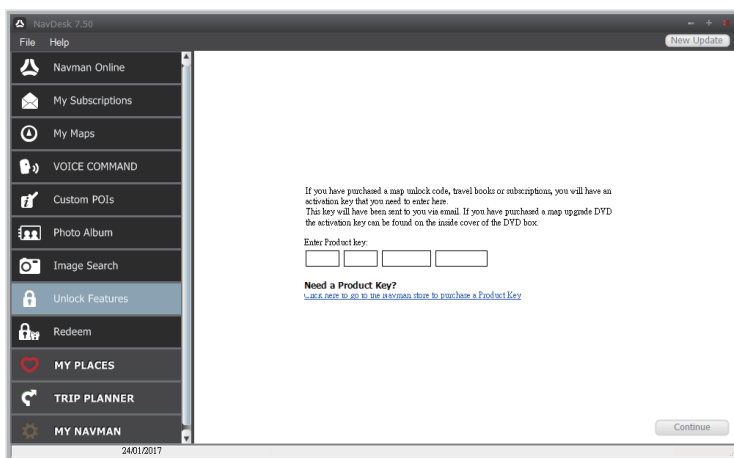 NavDesk 7.50
File Help
New Update
Navman Online
My Subscriptions
My Maps
VOICE COMMAND
Custom POIs
Photo Album
Image Search
Unlock Features
Redeem
MY PLACES
TRIP PLANNER
MY NAVMAN
If you have purchased a map unlock code, travel books or subscriptions, you will have an
activation key that you need to enter here.
This key will have been sent to you via email. If you have purchased a map upgrade DVD
the activation key can be found on the inside cover of the DVD box.
Enter Product key:
Need a Product Key?
Click here to go to the Navman store to purchase a Product Key
Continue
24/01/2017